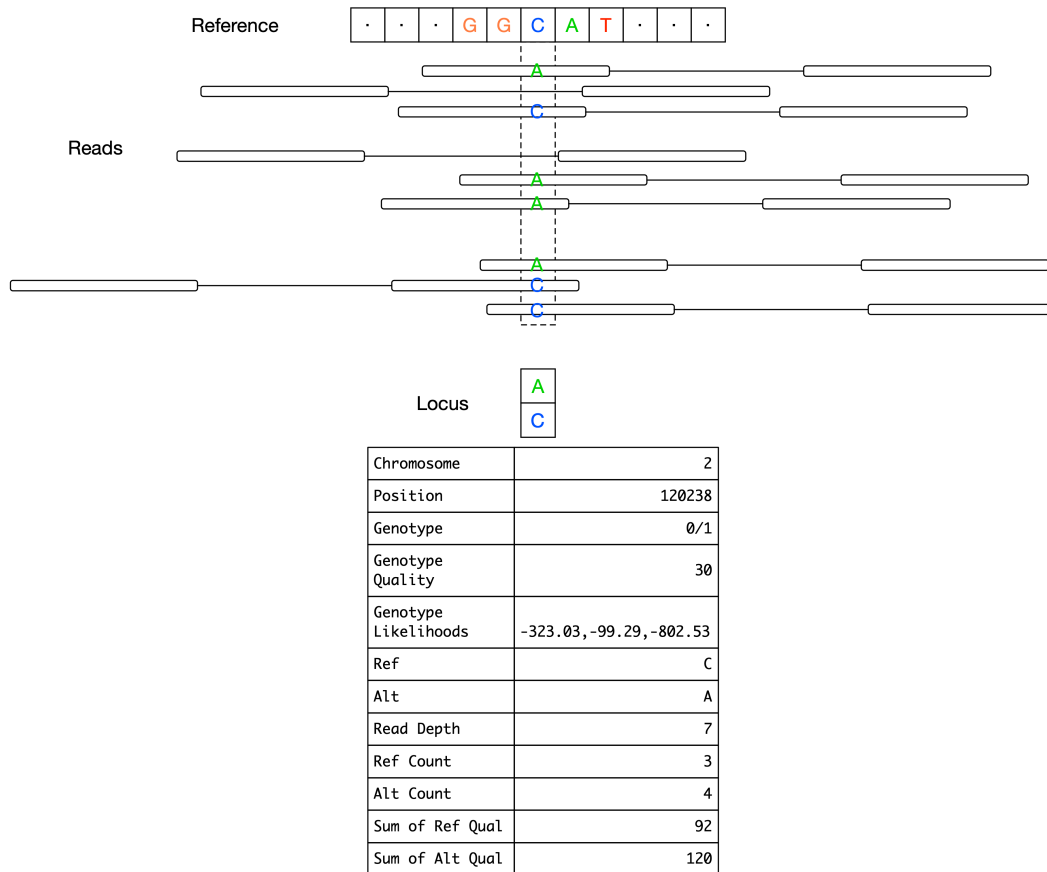 Reference · · · G G C A T · · ·
A
C
Reads
A
A
A
C
C
A
Locus
C
Chromosome 2
Position 120238
Genotype 0/1
Genotype
Quality 30
Genotype
Likelihoods -323.03,-99.29,-802.53
Ref C
Alt A
Read Depth 7
Ref Count 3
Alt Count 4
Sum of Ref Qual 92
Sum of Alt Qual 120